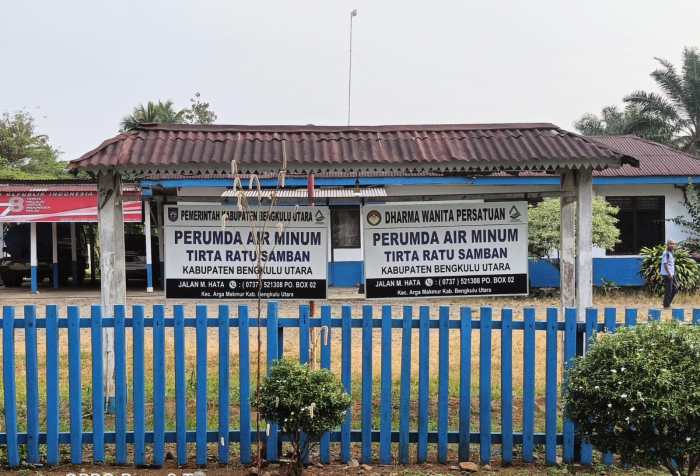 PEMERINTAH KABUPATEN BENGKULU UTARA
PERUMDA AIR MINUM
TIRTA RATU SAMBAN
KABUPATEN BENGKULU UTARA
JALAN M. HATA : ( 0737 ) 521308 PO. BOX 02
Kec. Arga Makmur Kab. Bengkulu Utara
DHARMA WANITA PERSATUAN
PERUMDA AIR MINUM
TIRTA RATU SAMBAN
KABUPATEN BENGKULU UTARA
JALAN M. HATA : ( 0737 ) 521308 PO. BOX 02
Kec. Arga Makmur Kab. Bengkulu Utara